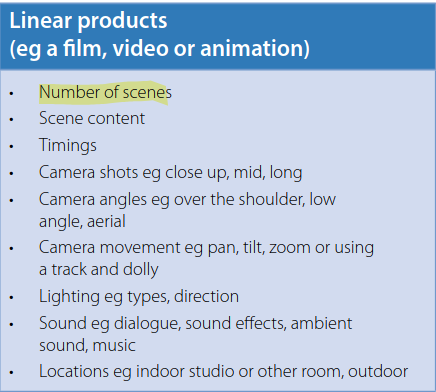 Linear products
(eg a film, video or animation)
• Number of scenes
• Scene content
• Timings
• Camera shots eg close up, mid, long
• Camera angles eg over the shoulder, low
angle, aerial
• Camera movement eg pan, tilt, zoom or using
a track and dolly
• Lighting eg types, direction
• Sound eg dialogue, sound effects, ambient
sound, music
• Locations eg indoor studio or other room, outdoor